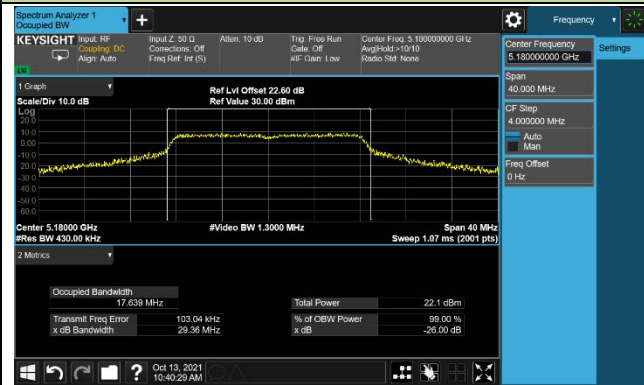 Spectrum Analyzer 1
Occupied BW
Frequency
KEYSIGHT
Input: RF
Coupling: DC
Align: Auto
Input Z: 50 Ω
Corrections: Off
Freq Ref: Int (S)
Atten: 10 dB
Trig: Free Run
Gate: Off
#IF Gain: Low
Center Freq: 5.180000000 GHz
Avg|Hold:>10/10
Radio Std: None
Center Frequency
5.180000000 GHz
Settings
Span
40.000 MHz
CF Step
4.000000 MHz
Auto
Man
Freq Offset
0 Hz
1 Graph
Scale/Div 10.0 dB
Ref Lvl Offset 22.60 dB
Ref Value 30.00 dBm
Log
20.0
10.0
0.00
-10.0
-20.0
-30.0
-40.0
-50.0
-60.0
Center 5.18000 GHz
#Res BW 430.00 kHz
#Video BW 1.3000 MHz
Span 40 MHz
Sweep 1.07 ms (2001 pts)
2 Metrics
Occupied Bandwidth
17.639 MHz
Total Power 22.1 dBm
Transmit Freq Error 103.04 kHz
% of OBW Power 99.00 %
x dB Bandwidth 29.36 MHz
x dB -26.00 dB
Oct 13, 2021
10:40:29 AM